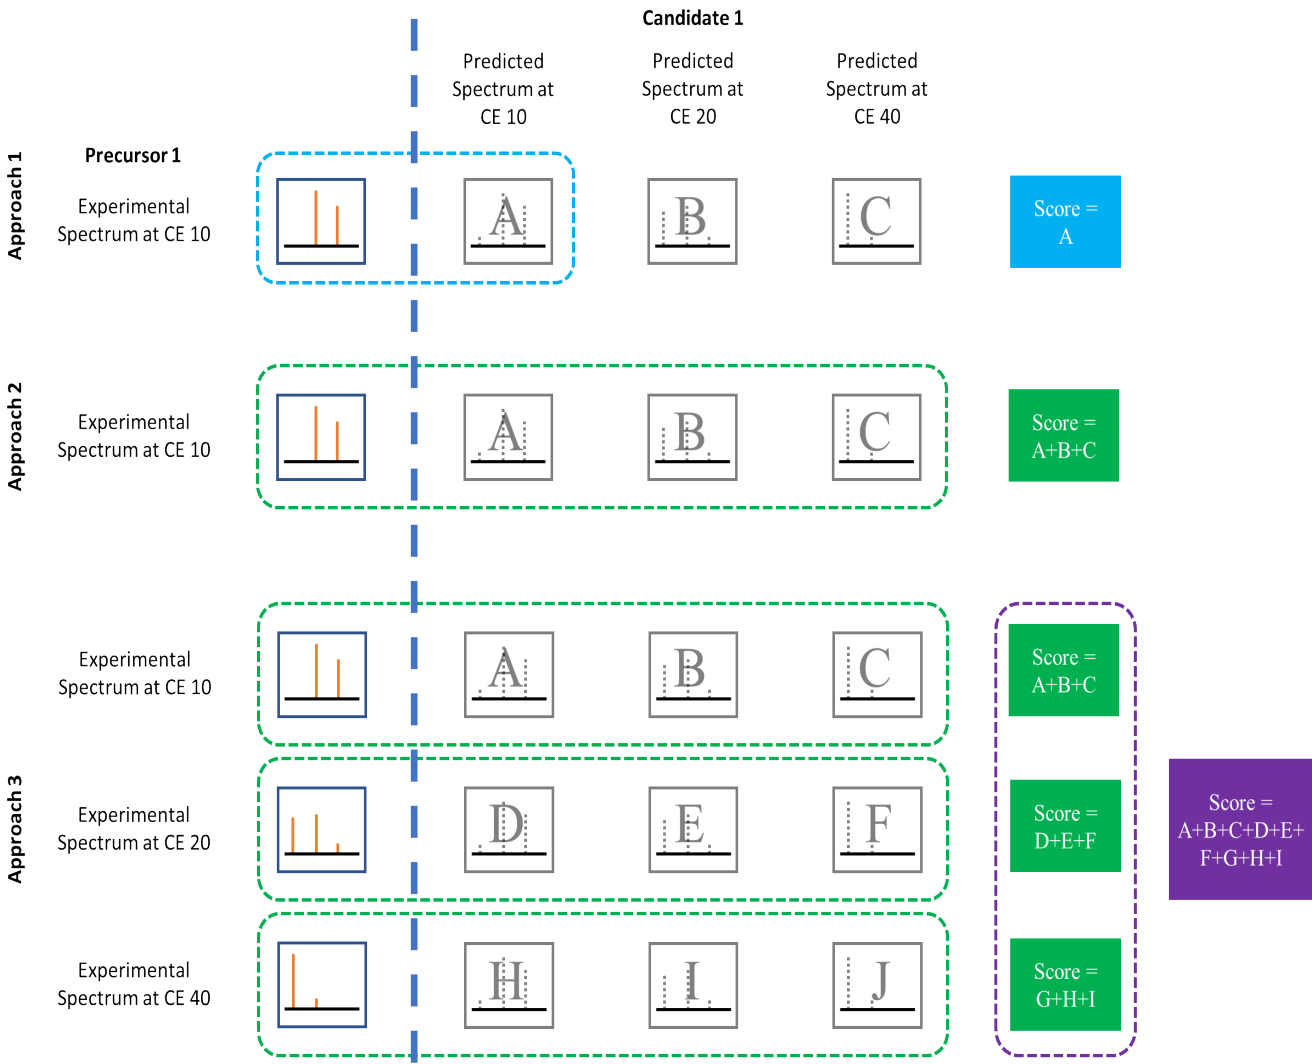 Candidate 1
Predicted
Spectrum at
CE 10
Predicted
Spectrum at
CE 20
Predicted
Spectrum at
CE 40
Approach 1
Precursor 1
Experimental
Spectrum at CE 10
A
B
C
Score =
A
Approach 2
Experimental
Spectrum at CE 10
A
B
C
Score =
A+B+C
Approach 3
Experimental
Spectrum at CE 10
A
B
C
Score =
A+B+C
Experimental
Spectrum at CE 20
D
E
F
Score =
D+E+F
Experimental
Spectrum at CE 40
H
I
J
Score =
G+H+I
Score =
A+B+C+D+E+
F+G+H+I